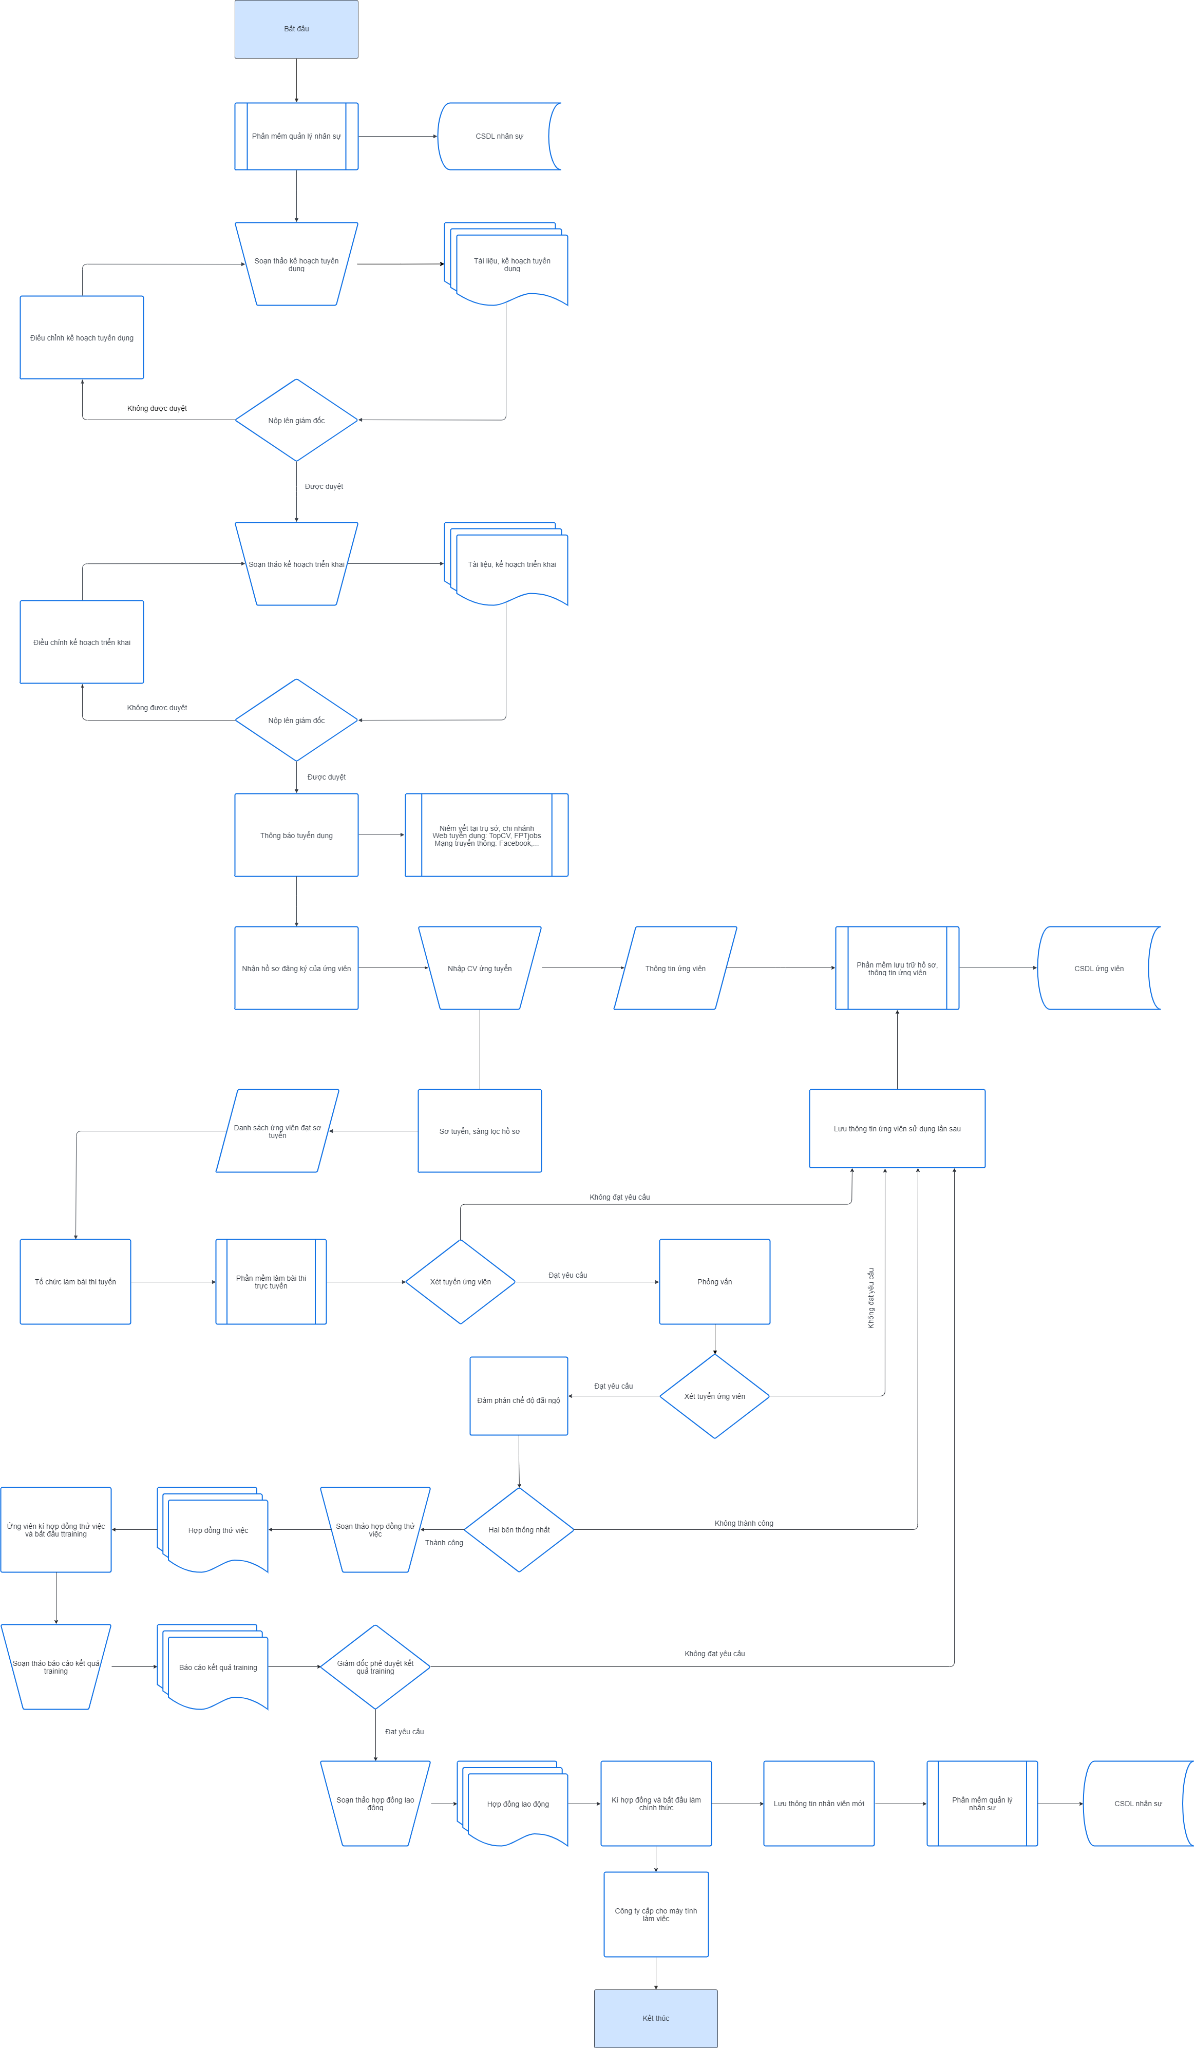 Bắt đầu
Phần mềm quản lý nhân sự
CSDL nhân sự
Soạn thảo kế hoạch tuyển
dụng
Tài liệu, kế hoạch tuyển
dụng
Điều chỉnh kế hoạch tuyển dụng
Không được duyệt
Nộp lên giám đốc
Được duyệt
Soạn thảo kế hoạch triển khai
Tài liệu, kế hoạch triển khai
Điều chỉnh kế hoạch triển khai
Không được duyệt
Nộp lên giám đốc
Được duyệt
Thông báo tuyển dụng
Niêm yết tại trụ sở, chi nhánh
Web tuyển dụng: TopCV, FPTjobs
Mạng truyền thông: Facebook,...
Nhận hồ sơ đăng ký của ứng viên
Nhập CV ứng tuyển
Thông tin ứng viên
Phần mềm lưu trữ hồ sơ,
thông tin ứng viên
CSDL ứng viên
Danh sách ứng viên đạt sơ
tuyển
Sơ tuyển, sàng lọc hồ sơ
Lưu thông tin ứng viên sử dụng lần sau
Không đạt yêu cầu
Tổ chức làm bài thi tuyển
Phần mềm làm bài thi
trực tuyến
Xét tuyển ứng viên
Đạt yêu cầu
Phỏng vấn
Không đạt yêu cầu
Đàm phán chế độ đãi ngộ
Đạt yêu cầu
Xét tuyển ứng viên
Ứng viên kí hợp đồng thử việc
và bắt đầu training
Hợp đồng thử việc
Soạn thảo hợp đồng thử
việc
Thành công
Hai bên thống nhất
Không thành công
Soạn thảo báo cáo kết quả
training
Báo cáo kết quả training
Giám đốc phê duyệt kết
quả training
Không đạt yêu cầu
Đạt yêu cầu
Soạn thảo hợp đồng lao
động
Hợp đồng lao động
Kí hợp đồng và bắt đầu làm
chính thức
Lưu thông tin nhân viên mới
Phần mềm quản lý
nhân sự
CSDL nhân sự
Công ty cấp cho máy tính
làm việc
Kết thúc